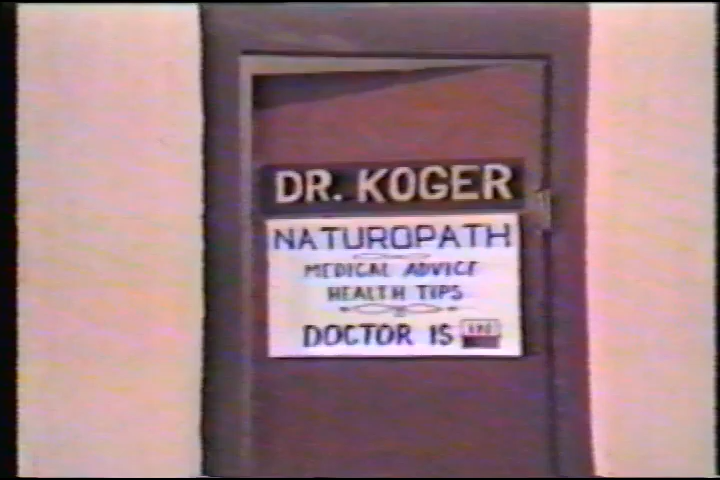 DR. KOGER
NATUROPATH
MEDICAL ADVICE
HEALTH TIPS
DOCTOR IS